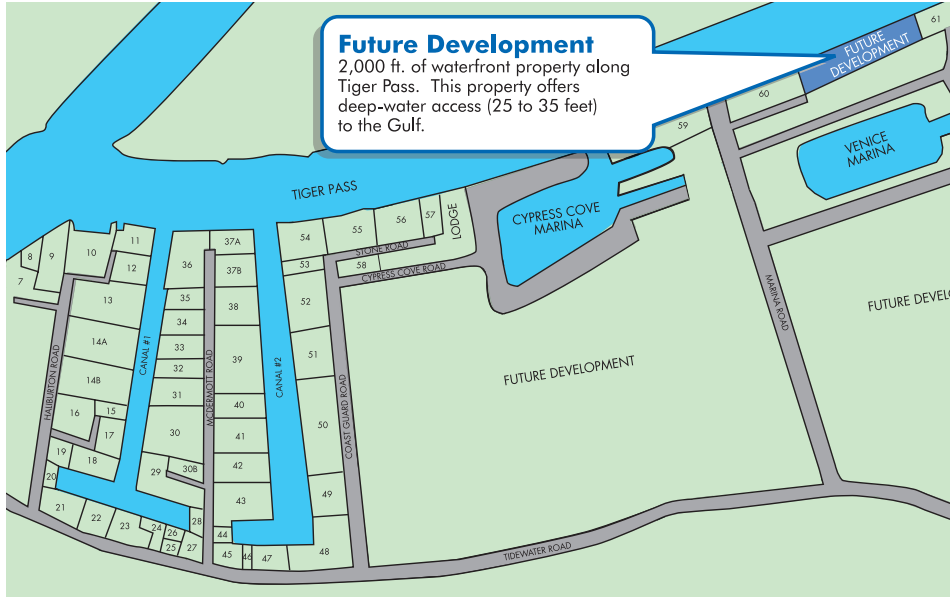 Future Development
2,000 ft. of waterfront property along
Tiger Pass. This property offers
deep-water access (25 to 35 feet)
to the Gulf.
61
FUTURE
DEVELOPMENT
60
59
VENICE
MARINA
TIGER PASS
CYPRESS COVE
MARINA
LODGE
57
56
55
54
STONE ROAD
53
58
CYPRESS COVE ROAD
37A
37B
36
11
10
12
9
8
7
13
35
34
33
32
31
30
38
39
52
51
50
14A
14B
CANAL #1
CANAL #2
HALIBURTON ROAD
MCDERMOTT ROAD
COAST GUARD ROAD
MARINA ROAD
FUTURE DEVEL
FUTURE DEVELOPMENT
40
41
42
43
16
15
17
18
19
20
29
30B
49
21
22
23
24
26
25
27
28
44
45
46
47
48
TIDEWATER ROAD